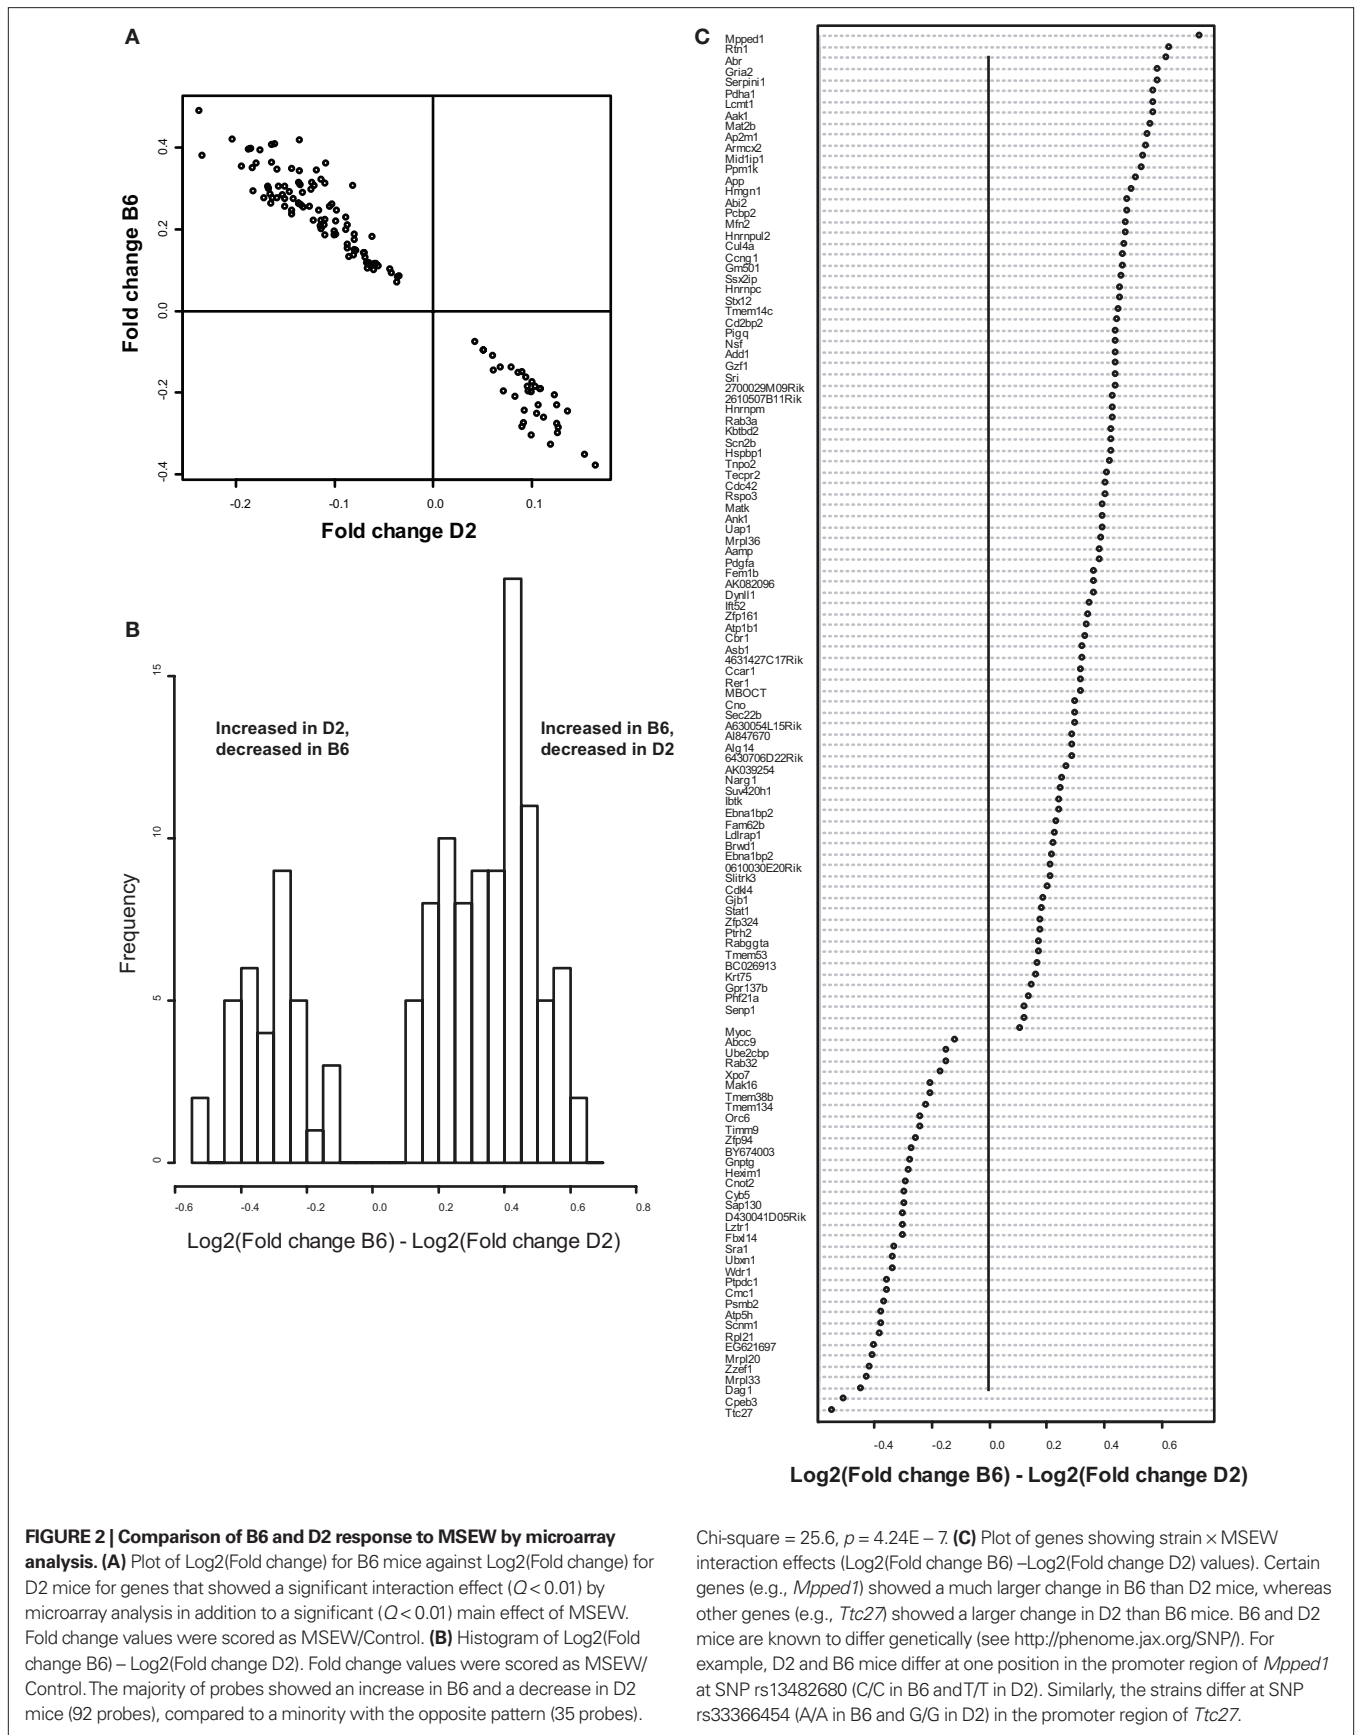 A
0.4
0.2
0.0
-0.2
-0.4
Fold change B6
-0.2
-0.1
0.0
0.1
Fold change D2
B
15
10
5
0
Frequency
Increased in D2,
decreased in B6
Increased in B6,
decreased in D2
-0.6
-0.4
-0.2
0.0
0.2
0.4
0.6
0.8
Log2(Fold change B6) - Log2(Fold change D2)
C
Mpped1
Rtn1
Abr
Gria2
Serpini1
Pdha1
Lcmt1
Aak1
Mat2b
Ap2m1
Armcx2
Mid1ip1
Ppm1k
App
Hmgn1
Abi2
Pcbp2
Mfn2
Hnrnpul2
Cul4a
Ccng1
Gm501
Ssx2ip
Hnrnpc
Stx12
Tmem14c
Cd2bp2
Pigq
Nsf
Add1
Gzf1
Sri
2700029M09Rik
2610507B11Rik
Hnrnpm
Rab3a
Kbtbd2
Scn2b
Hspbp1
Tnpo2
Tecpr2
Cdc42
Rspo3
Matk
Ank1
Uap1
Mrpl36
Aamp
Pdgfa
Fem1b
AK082096
Dynll1
Ift52
Zfp161
Atp1b1
Cbr1
Asb1
4631427C17Rik
Ccar1
Rer1
MBOCT
Cno
Sec22b
A630054L15Rik
AI847670
Alg14
6430706D22Rik
AK039254
Narg1
Suv420h1
Ibtk
Ebna1bp2
Fam62b
Ldlrap1
Brwd1
Ebna1bp2
0610030E20Rik
Slitrk3
Cdkl4
Gjb1
Stat1
Zfp324
Ptrh2
Rabggta
Tmem53
BC026913
Krt75
Gpr137b
Phf21a
Senp1
Myoc
Abcc9
Ube2cbp
Rab32
Xpo7
Mak16
Tmem38b
Tmem134
Orc6
Timm9
Zfp94
BY674003
Gnptg
Hexim1
Cnot2
Cyb5
Sap130
D430041D05Rik
Lztr1
Fbxl14
Sra1
Ubxn1
Wdr1
Ptpdc1
Cmc1
Psmb2
Atp5h
Scnm1
Rpl21
EG621697
Mrpl20
Zzef1
Mrpl33
Dag1
Cpeb3
Ttc27
-0.4
-0.2
0.0
0.2
0.4
0.6
Log2(Fold change B6) - Log2(Fold change D2)
FIGURE 2 | Comparison of B6 and D2 response to MSEW by microarray
analysis. (A) Plot of Log2(Fold change) for B6 mice against Log2(Fold change) for
D2 mice for genes that showed a significant interaction effect (Q < 0.01) by
microarray analysis in addition to a significant (Q < 0.01) main effect of MSEW.
Fold change values were scored as MSEW/Control. (B) Histogram of Log2(Fold
change B6) – Log2(Fold change D2). Fold change values were scored as MSEW/
Control. The majority of probes showed an increase in B6 and a decrease in D2
mice (92 probes), compared to a minority with the opposite pattern (35 probes).
Chi-square = 25.6, p = 4.24E – 7. (C) Plot of genes showing strain × MSEW
interaction effects (Log2(Fold change B6) –Log2(Fold change D2) values). Certain
genes (e.g., Mpped1) showed a much larger change in B6 than D2 mice, whereas
other genes (e.g., Ttc27) showed a larger change in D2 than B6 mice. B6 and D2
mice are known to differ genetically (see http://phenome.jax.org/SNP/). For
example, D2 and B6 mice differ at one position in the promoter region of Mpped1
at SNP rs13482680 (C/C in B6 and T/T in D2). Similarly, the strains differ at SNP
rs33366454 (A/A in B6 and G/G in D2) in the promoter region of Ttc27.